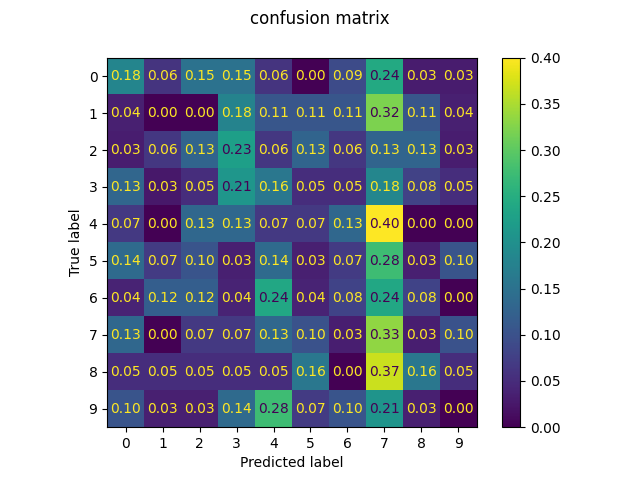 confusion matrix
0 0.18 0.06 0.15 0.15 0.06 0.00 0.09 0.24 0.03 0.03
1 0.04 0.00 0.00 0.18 0.11 0.11 0.11 0.32 0.11 0.04
2 0.03 0.06 0.13 0.23 0.06 0.13 0.06 0.13 0.13 0.03
3 0.13 0.03 0.05 0.21 0.16 0.05 0.05 0.18 0.08 0.05
4 0.07 0.00 0.13 0.13 0.07 0.07 0.13 0.40 0.00 0.00
5 0.14 0.07 0.10 0.03 0.14 0.03 0.07 0.28 0.03 0.10
6 0.04 0.12 0.12 0.04 0.24 0.04 0.08 0.24 0.08 0.00
7 0.13 0.00 0.07 0.07 0.13 0.10 0.03 0.33 0.03 0.10
8 0.05 0.05 0.05 0.05 0.05 0.16 0.00 0.37 0.16 0.05
9 0.10 0.03 0.03 0.14 0.28 0.07 0.10 0.21 0.03 0.00
0 1 2 3 4 5 6 7 8 9
Predicted label
True label
0.40
0.35
0.30
0.25
0.20
0.15
0.10
0.05
0.00